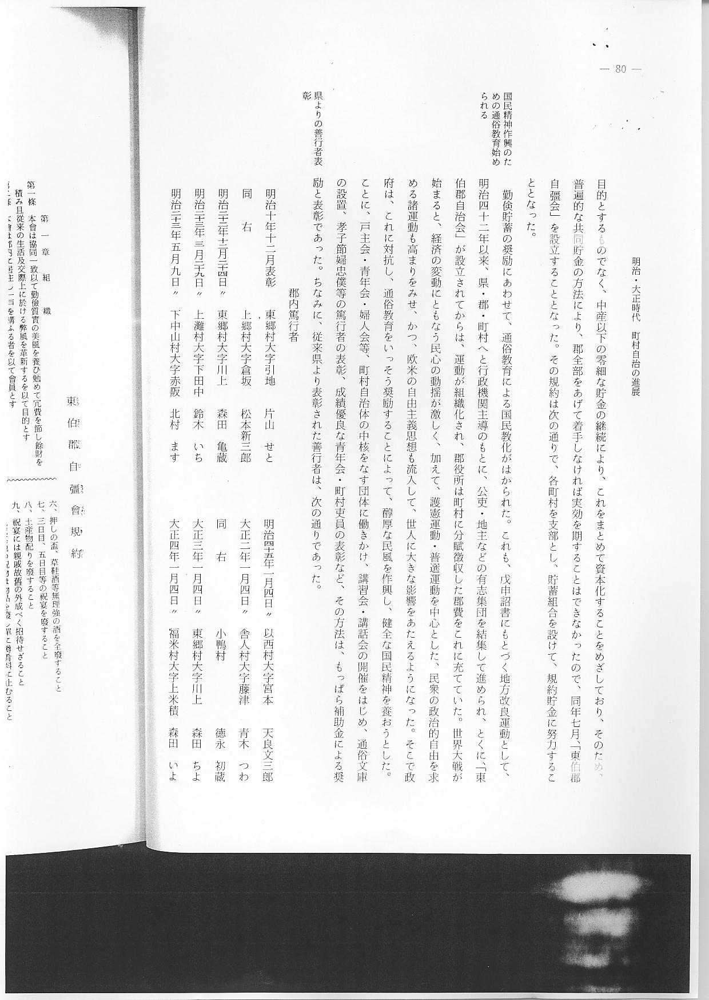 ― 80 ―
明治・大正時代　町村自治の進展
目的とするものでなく、中産以下の零細な貯金の継続により、これをまとめて資本化することをめざしており、そのため、
普遍的な共同貯金の方法により、郡全部をあげて着手しなければ実効を期することはできなかったので、同年七月、「東伯郡
自彊会」を設立することとなった。その規約は次の通りで、各町村を支部とし、貯蓄組合を設けて、規約貯金に努力するこ
ととなった。
国民精神作興のた
めの通俗教育始め
られる
勤倹貯蓄の奨励にあわせて、通俗教育による国民教化がはかられた。これも、戊申詔書にもとづく地方改良運動として、
明治四十二年以来、県・郡・町村へと行政機関主導のもとに、公吏・地主などの有志集団を結集して進められ、とくに、「東
伯郡自治会」が設立されてからは、運動が組織化され、郡役所は町村に分賦徴収した郡費をこれに充てていた。世界大戦が
始まると、経済の変動にともなう民心の動揺が激しく、加えて、護憲運動・普選運動を中心とした、民衆の政治的自由を求
める諸運動も高まりをみせ　かつ、欧米の自由主義思想も流入して、世人に大きな影響をあたえるようになった。そこで政
府は、これに対抗し、通俗教育をいっそう奨励することによって、醇厚な民風を作興し、健全な国民精神を養おうとした。
ことに、戸主会・青年会・婦人会等、町村自治体の中核をなす団体に働きかけ、講習会・講話会の開催をはじめ、通俗文庫
の設置、孝子節婦忠僕等の篤行者の表彰、成績優良な青年会・町村吏員の表彰など、その方法は、もっぱら補助金による奨
県よりの善行者表
彰
励と表彰であった。ちなみに、従来県より表彰された善行者は、次の通りであった。
郡内篤行者
明治十年十二月表彰　東郷村大字引地　片山　せと
同　右　上郷村大字倉坂　松本新三郎
明治二十二年十二月二十四日〃　東郷村大字川上　森田　亀蔵
明治二十三年三月二十九日〃　上灘村大字下田中　鈴木　いち
明治二十三年五月九日〃　下中山村大字赤阪　北村　ます
明治四十五年一月四日〃　以西村大字宮本　天良文三郎
大正二年一月四日〃　舎人村大字藤津　青木　つわ
同　右　小鴨村　徳永　初蔵
大正三年一月四日〃　東郷村大字川上　森田　ちよ
大正四年一月四日〃　福米村大字上米積　森田　いよ
東伯郡自彊會規約
第一章　組織
第一條　本會は協同一致以て勤儉質實の美風を養ひ勉めて冗費を節し餘財を
積み且従来の生活及交際上に於ける弊風を革新するを以て目的とす
六、押しの盃、草鞋酒等無理強の酒を全廢すること
七、三日目、五日目等の祝宴を廢すること
八、土産物配りを廢すること
九、祝宴には親戚故舊の外成べく招待せざること